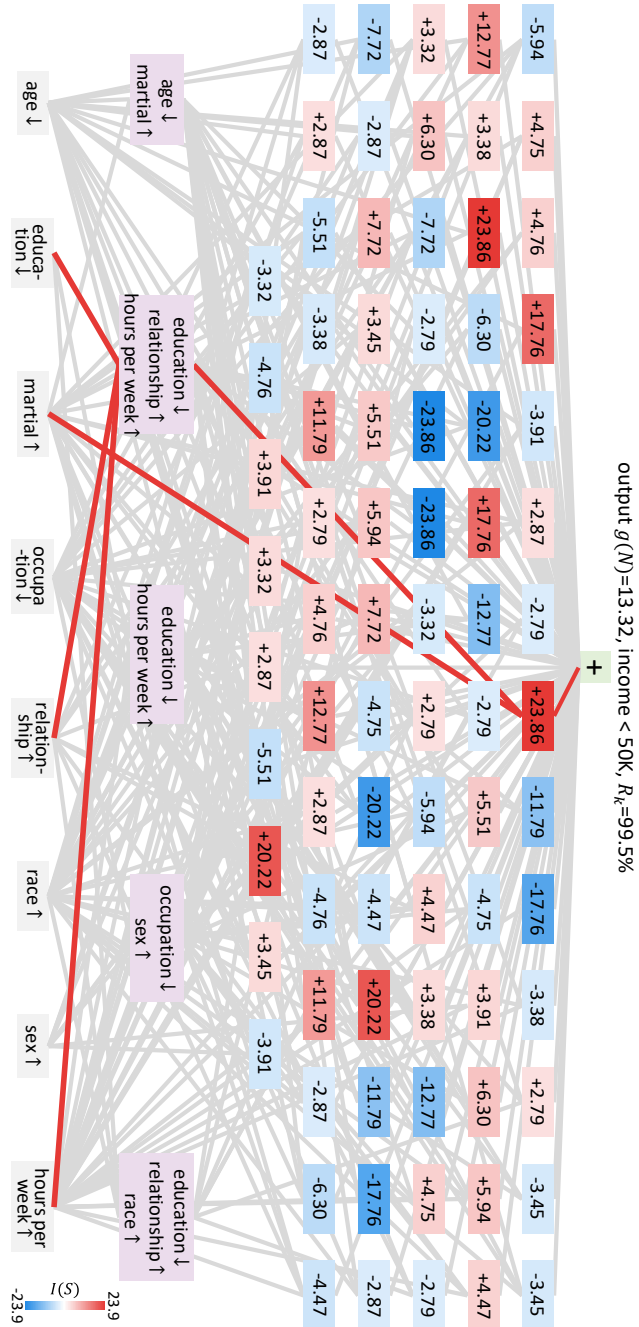 output g(N)=13.32, income < 50K, Rₖ=99.5%
+
-5.94 +4.75 +4.76 +17.76 -3.91 +2.87 -2.79 +23.86 -11.79 -17.76 -3.38 +2.79 -3.45 -3.45
+12.77 +3.38 +23.86 -6.30 -20.22 +17.76 -12.77 -2.79 +5.51 -4.75 +3.91 +6.30 +5.94 +4.47
+3.32 +6.30 -7.72 -2.79 -23.86 -23.86 -3.32 +2.79 -5.94 +4.47 +3.38 -12.77 +4.75 -2.79
-7.72 -2.87 +7.72 +3.45 +5.51 +5.94 +7.72 -4.75 -20.22 -4.47 +20.22 -11.79 -17.76 -2.87
-2.87 +2.87 -5.51 -3.38 +11.79 +2.79 +4.76 +12.77 +2.87 -4.76 +11.79 -2.87 -6.30 -4.47
-3.32 -4.76 +3.91 +3.32 +2.87 -5.51 +20.22 +3.45 -3.91
age↓
martial↑
education↓
relationship↑
hours per week↑
education↓
hours per week↑
occupation↓
sex↑
education↓
relationship↑
race↑
age↓
educa-
tion↓
martial↑
occupa
-tion↓
relation-
ship↑
race↑
sex↑
hours per
week↑
I(S)
-23.9 23.9